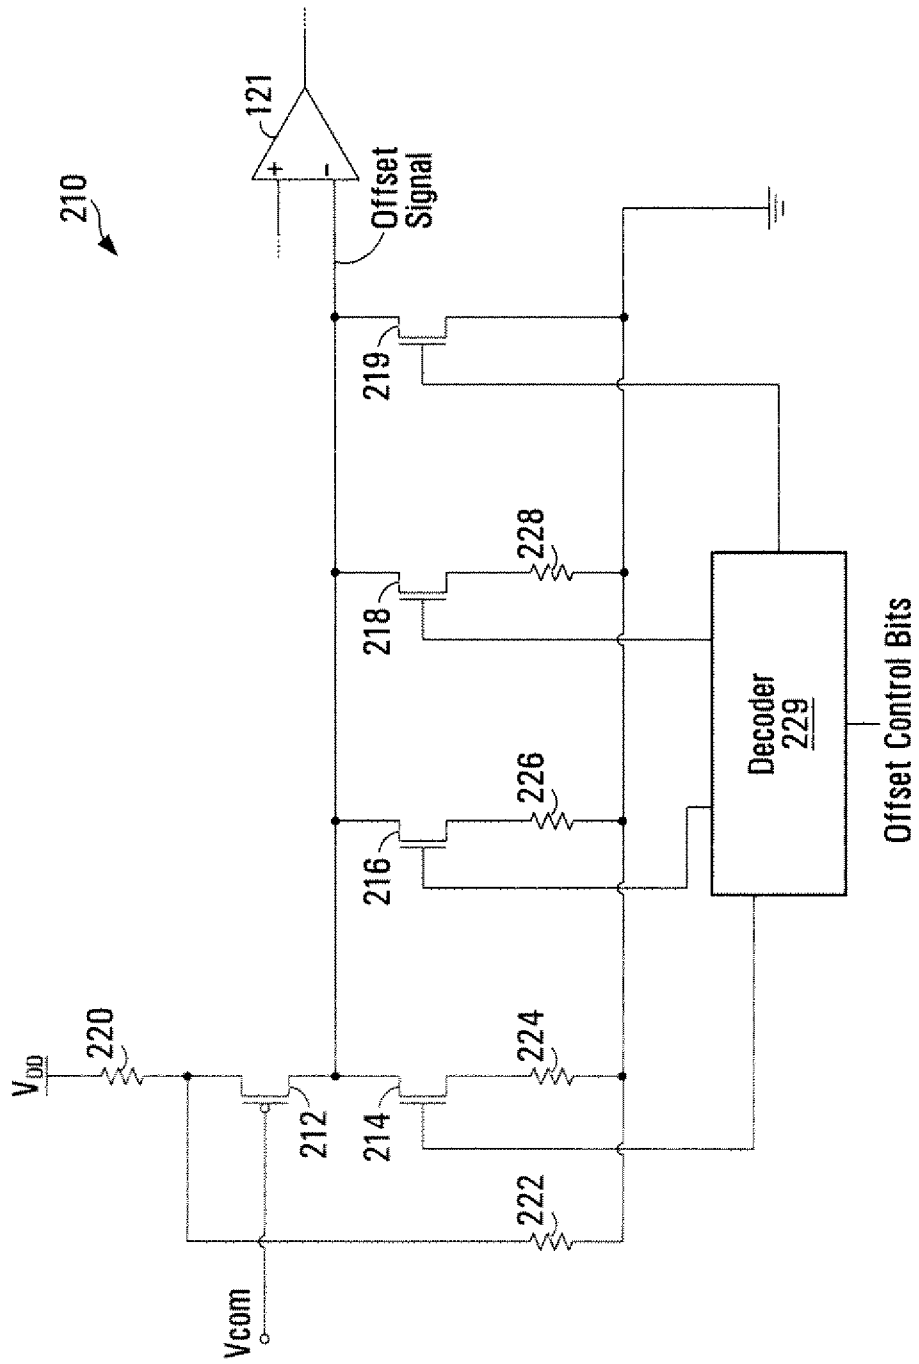 210
121
+
-
Offset
Signal
219
228
218
226
216
V_DD
220
224
212
214
222
Vcom
Decoder
229
Offset Control Bits